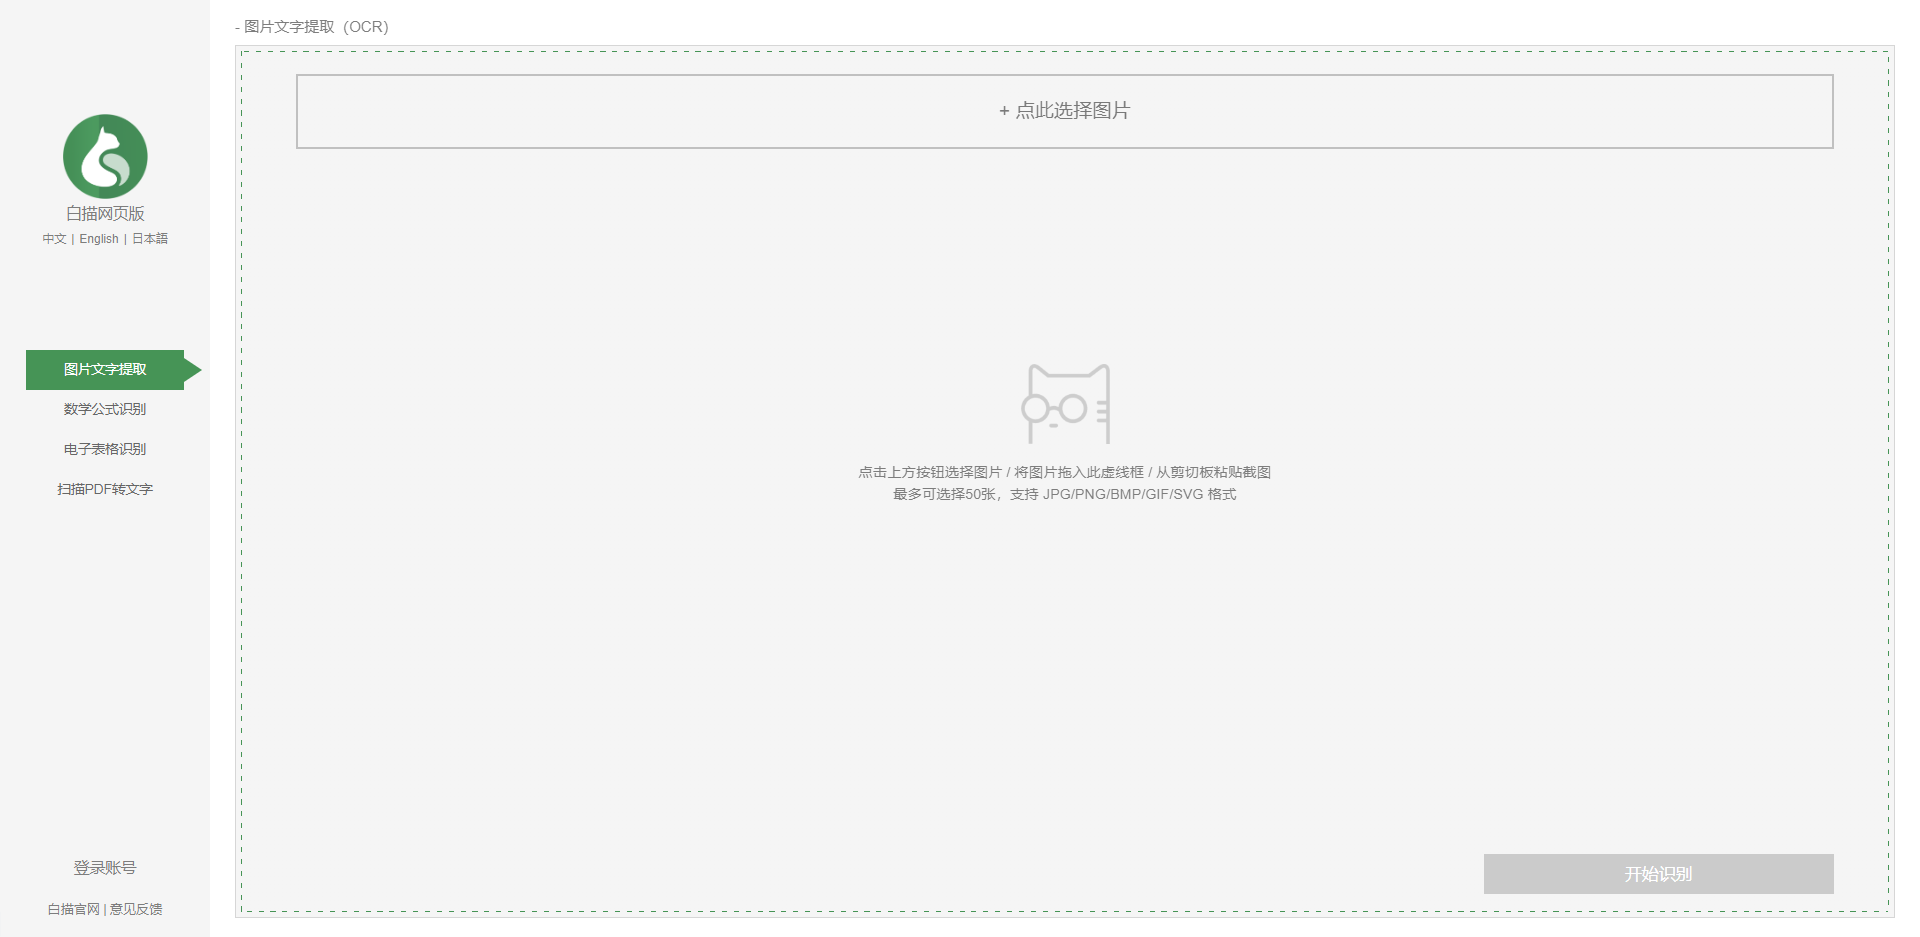 - 图片文字提取（OCR）
+ 点此选择图片
白描网页版
中文 | English | 日本語
图片文字提取
数学公式识别
电子表格识别
扫描PDF转文字
点击上方按钮选择图片 / 将图片拖入此虚线框 / 从剪切板粘贴截图
最多可选择50张，支持 JPG/PNG/BMP/GIF/SVG 格式
登录账号
白描官网 | 意见反馈
开始识别